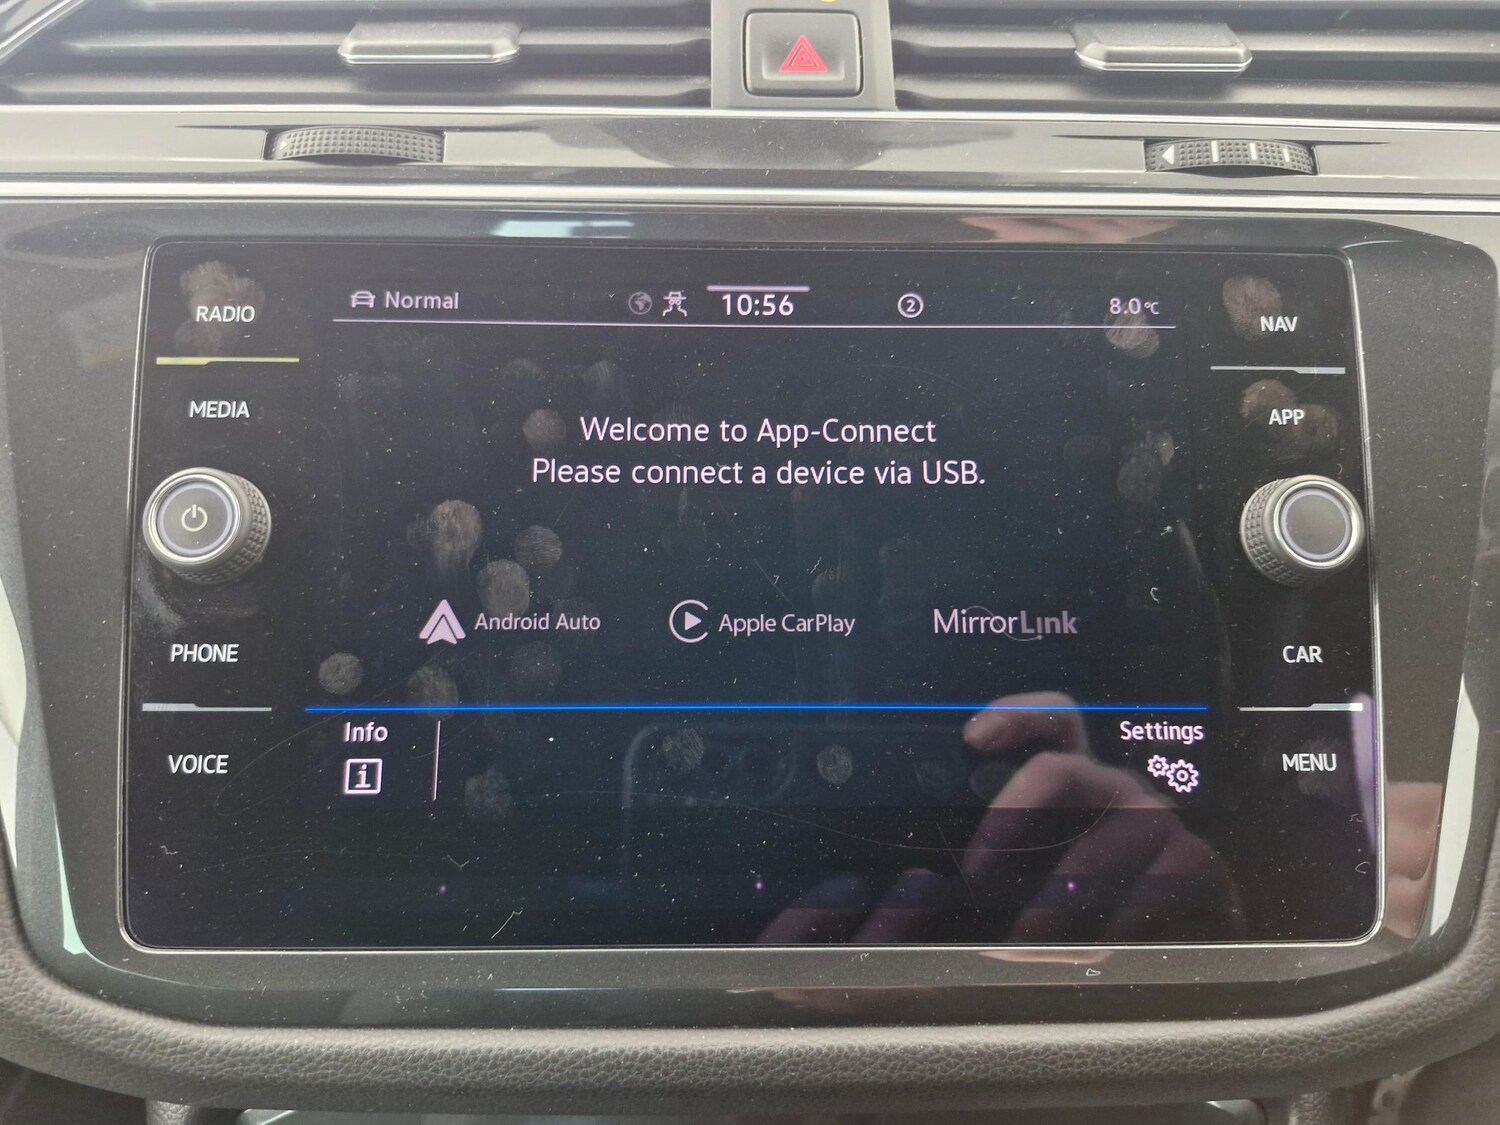 RADIO
MEDIA
PHONE
VOICE
Normal
10:56
2
8.0°C
Welcome to App-Connect
Please connect a device via USB.
Android Auto
Apple CarPlay
MirrorLink
Info
i
Settings
NAV
APP
CAR
MENU